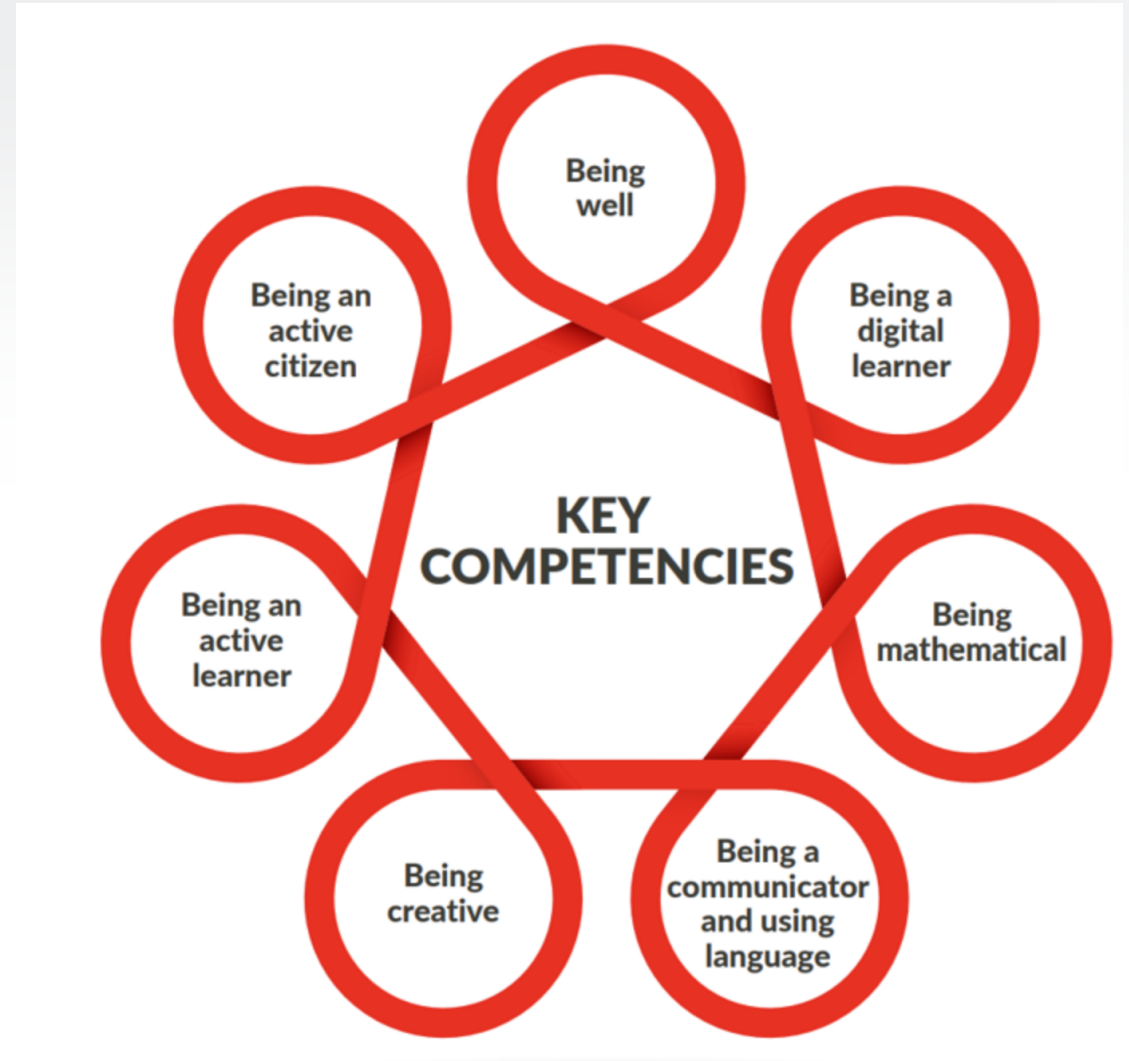 Being
well
Being an
active
citizen
Being a
digital
learner
KEY
COMPETENCIES
Being an
active
learner
Being
mathematical
Being
creative
Being a
communicator
and using
language